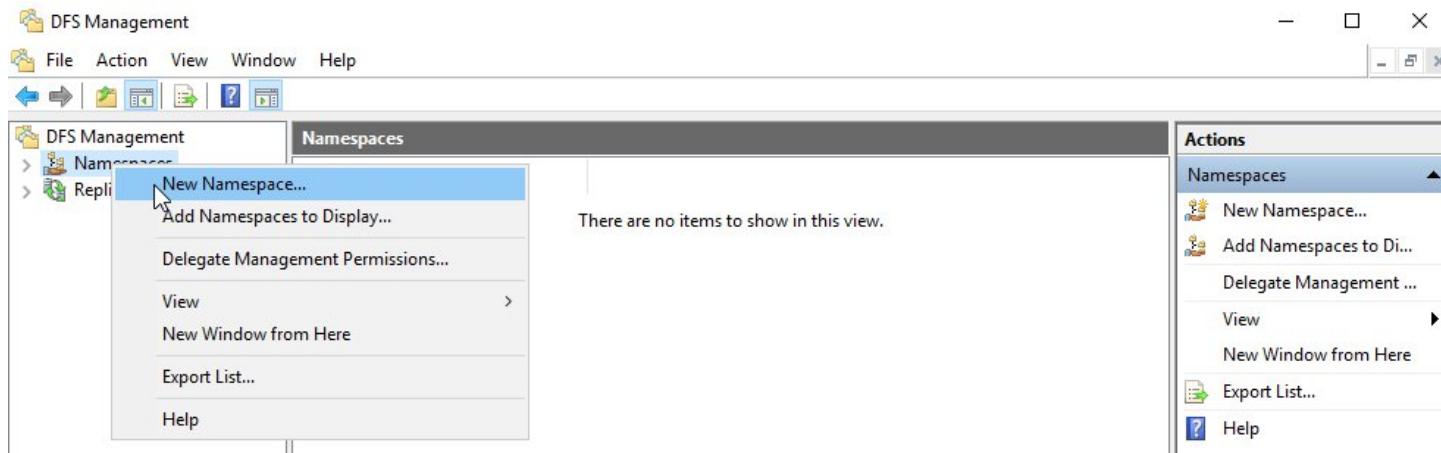 DFS Management
File Action View Window Help
DFS Management
Namespaces
Repli
New Namespace...
Add Namespaces to Display...
Delegate Management Permissions...
View
New Window from Here
Export List...
Help
Namespaces
There are no items to show in this view.
Actions
Namespaces
New Namespace...
Add Namespaces to Di...
Delegate Management ...
View
New Window from Here
Export List...
Help